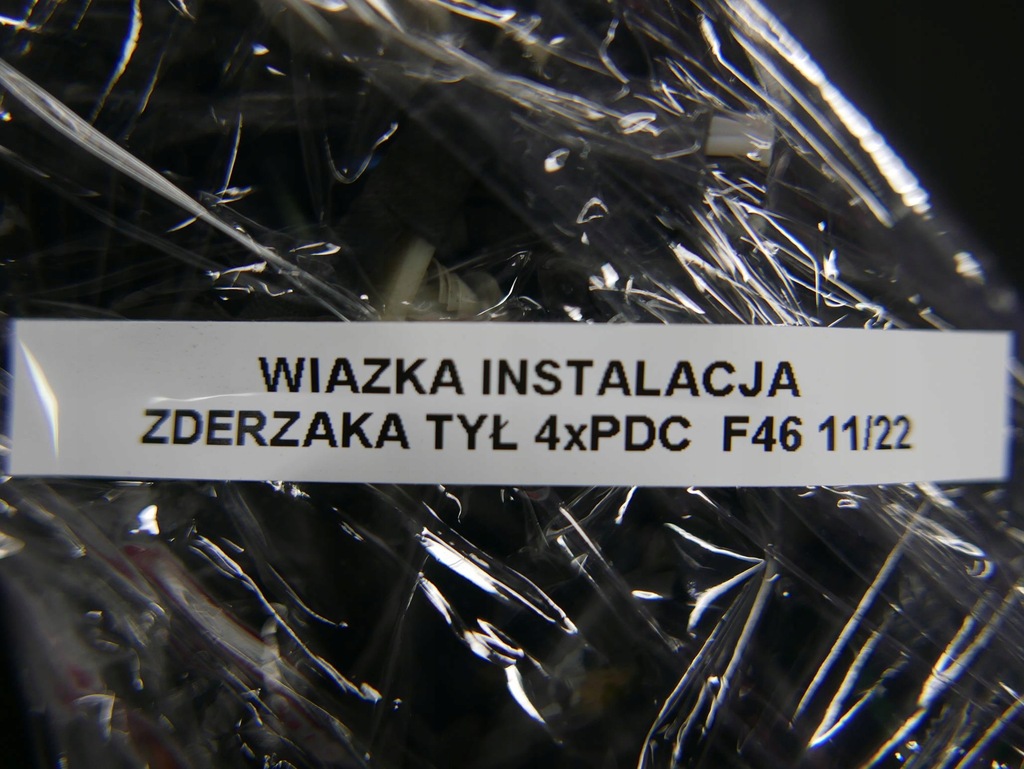 WIAZKA INSTALACJA
ZDERZAKA TYŁ 4xPDC F46 11/22